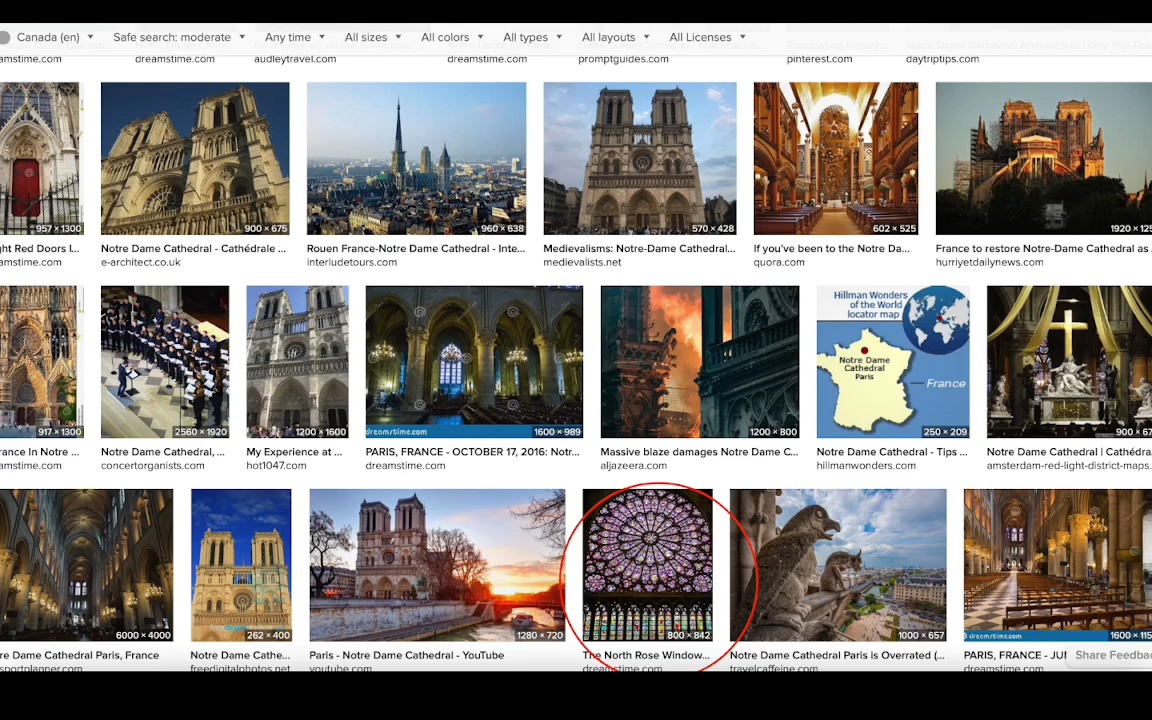 Canada (en) Safe search: moderate Any time All sizes All colors All types All layouts All Licenses
dreamstime.com audleytravel.com dreamstime.com promptguides.com pinterest.com daytriptips.com
957 × 1300 900 × 675 960 × 638 570 × 428 602 × 525
Notre Dame Cathedral - Cathédrale ... Rouen France-Notre Dame Cathedral - Inte... Medievalisms: Notre-Dame Cathedral... If you've been to the Notre Da... France to restore Notre-Dame Cathedral as
e-architect.co.uk interludetours.com medievalists.net quora.com hurriyetdailynews.com
Hillman Wonders
of the World
locator map
Notre Dame
Cathedral
Paris
France
dreamstime.com
917 × 1300 2560 × 1920 1200 × 1600 1600 × 989 1200 × 800 250 × 209
In Notre ... Notre Dame Cathedral, ... My Experience at ... PARIS, FRANCE - OCTOBER 17, 2016: Notr... Massive blaze damages Notre Dame C... Notre Dame Cathedral - Tips ... Notre Dame Cathedral | Cathédra
concertorganists.com hot1047.com dreamstime.com aljazeera.com hillmanwonders.com amsterdam-red-light-district-maps.
dreamstime.com
6000 × 4000 262 × 400 1280 × 720 800 × 842 1000 × 657
Dame Cathedral Paris, France Notre Dame Cathe... Paris - Notre Dame Cathedral - YouTube The North Rose Window... Notre Dame Cathedral Paris is Overrated (... PARIS, FRANCE - Share Feedba
freedigitalphotos.net youtube.com dreamstime.com travelcaffeine.com dreamstime.com